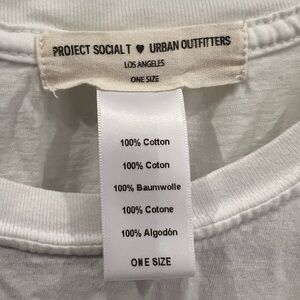 PROJECT SOCIAL T ♥ URBAN OUTFITTERS
LOS ANGELES
ONE SIZE
100% Cotton
100% Coton
100% Baumwolle
100% Cotone
100% Algodón
ONE SIZE